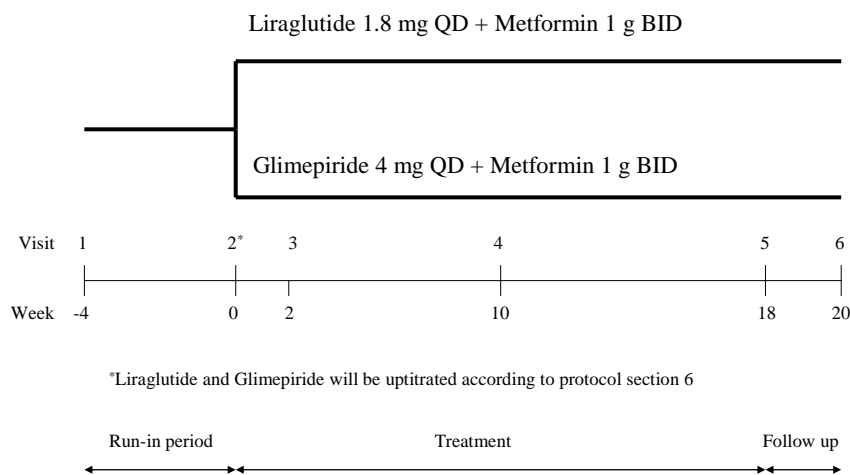 Liraglutide 1.8 mg QD + Metformin 1 g BID
Glimepiride 4 mg QD + Metformin 1 g BID
Visit 1 2* 3 4 5 6
Week -4 0 2 10 18 20
*Liraglutide and Glimepiride will be uptitrated according to protocol section 6
Run-in period Treatment Follow up